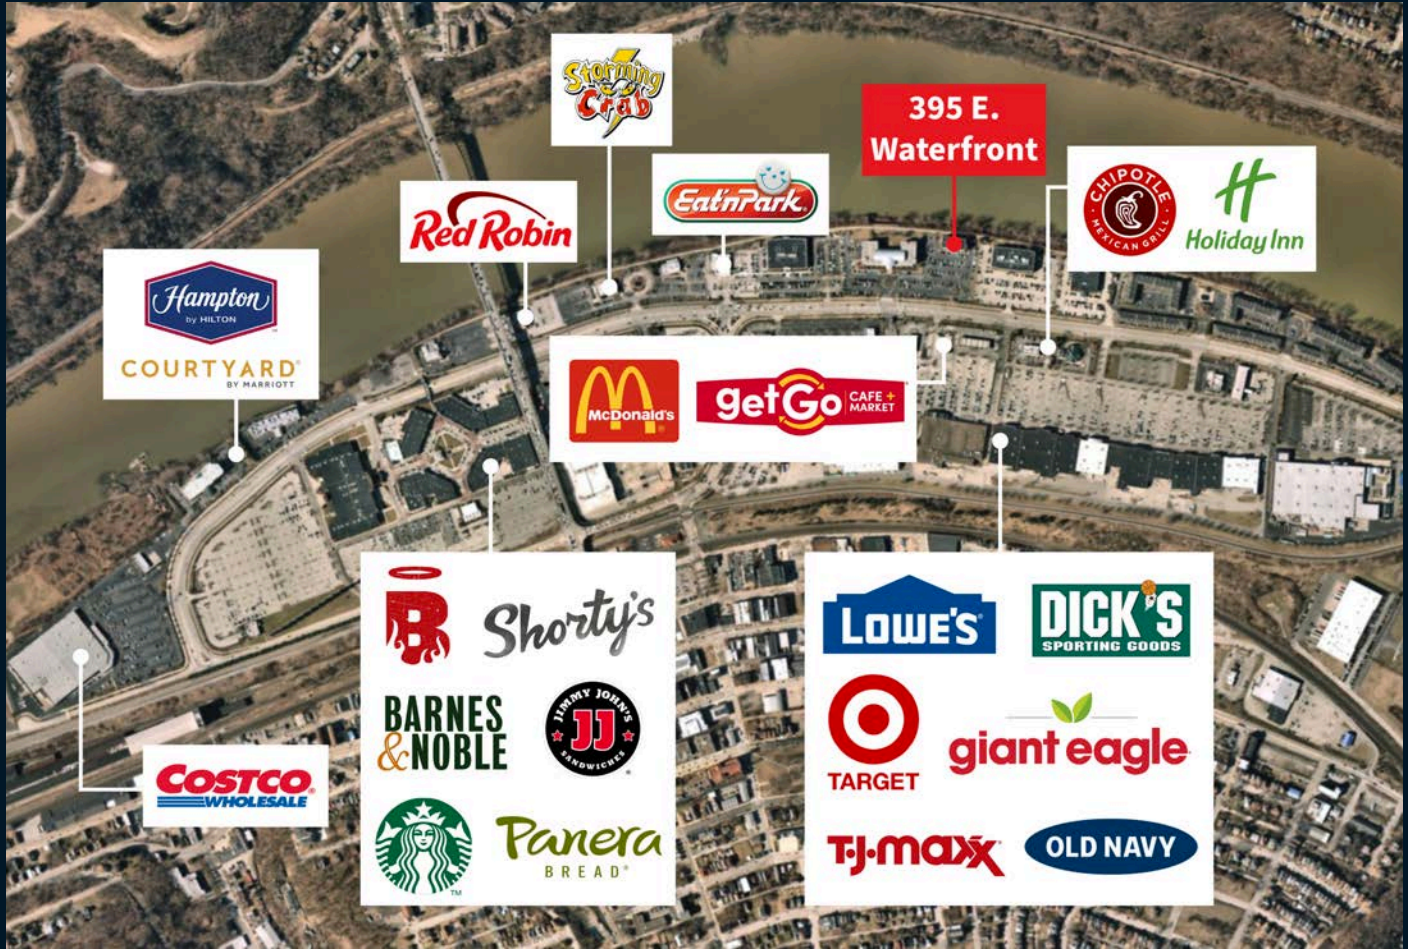 Storming
Crab
395 E.
Waterfront
Eat'nPark®
CHIPOTLE
MEXICAN GRILL
H
Holiday Inn
Red Robin
Hampton
by HILTON
COURTYARD®
BY MARRIOTT
McDonald's
getGo CAFE +
MARKET
B
Shorty's
BARNES
&NOBLE
JIMMY JOHN'S
JJ
SANDWICHES
Panera
BREAD®
TM
LOWE'S
DICK'S
SPORTING GOODS
TARGET
giant eagle
T•J•maxx
OLD NAVY
COSTCO
WHOLESALE